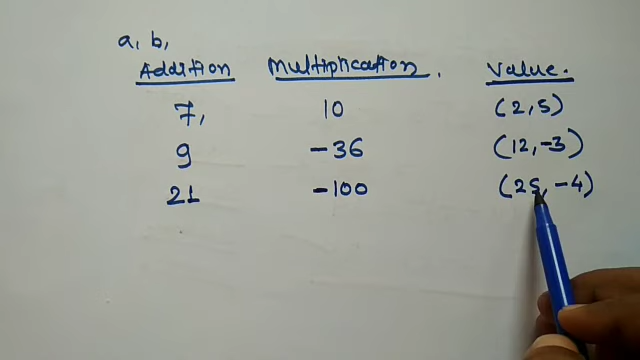 a, b,
Addition Multiplication. Value.
7, 10 (2, 5)
9 -36 (12, -3)
21 -100 (25, -4)